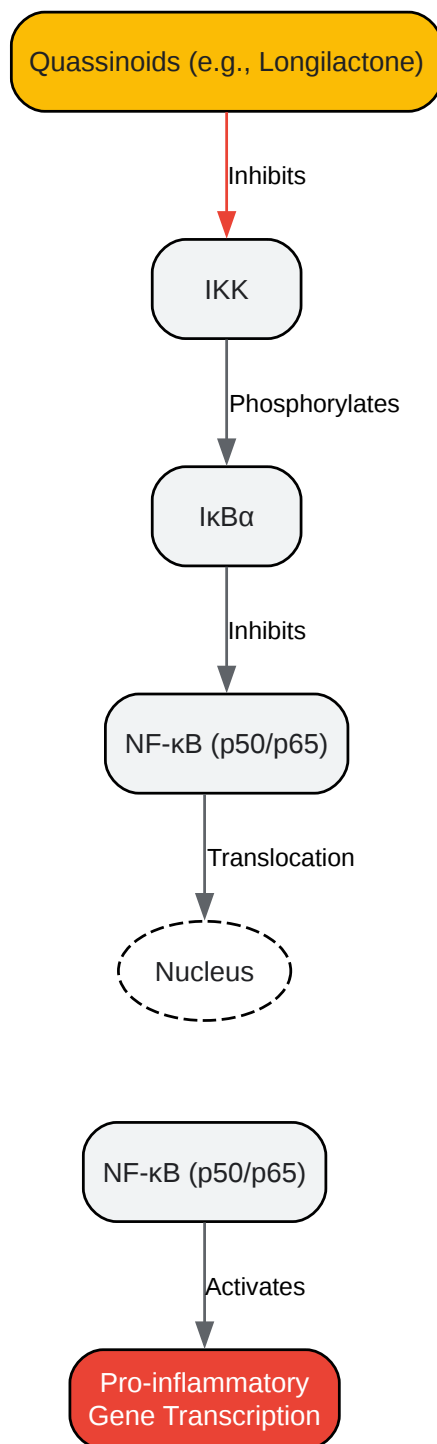 Quassinoids (e.g., Longilactone)
Inhibits
IKK
Phosphorylates
IκBα
Inhibits
NF-κB (p50/p65)
Translocation
Nucleus
NF-κB (p50/p65)
Activates
Pro-inflammatory
Gene Transcription